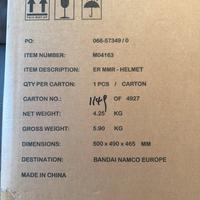 PO: 066-57349 / 0
ITEM NUMBER: M04163
ITEM DESCRIPTION: ER MMR - HELMET
QTY PER CARTON: 1 PCS / CARTON
CARTON NO.: 1149 OF 4927
NET WEIGHT: 4.25 KG
GROSS WEIGHT: 5.90 KG
DIMENSIONS: 500 x 490 x 465 MM
DESTINATION: BANDAI NAMCO EUROPE
MADE IN CHINA